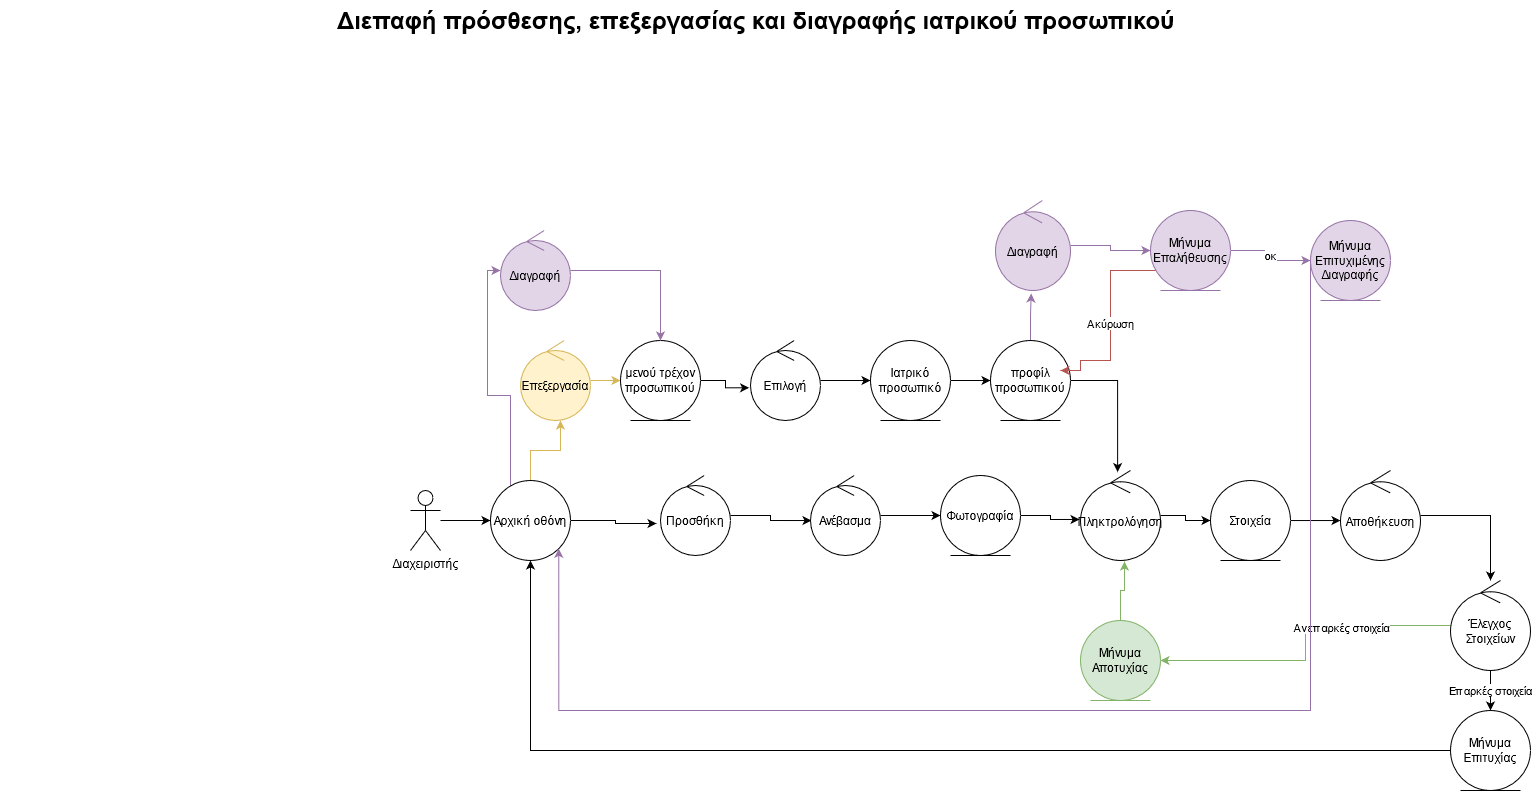 Διεπαφή πρόσθεσης, επεξεργασίας και διαγραφής ιατρικού προσωπικού
Διαγραφή
Διαγραφή
Μήνυμα
Επαλήθευσης
οκ
Μήνυμα
Επιτυχιμένης
Διαγραφής
Ακύρωση
Επεξεργασία
μενού τρέχον
προσωπικού
Επιλογή
Ιατρικό
προσωπικό
προφίλ
προσωπικού
Διαχειριστής
Αρχική οθόνη
Προσθήκη
Ανέβασμα
Φωτογραφία
Πληκτρολόγηση
Στοιχεία
Αποθήκευση
Ανεπαρκές στοιχεία
Έλεγχος
Στοιχείων
Μήνυμα
Αποτυχίας
Επαρκές στοιχεία
Μήνυμα
Επιτυχίας